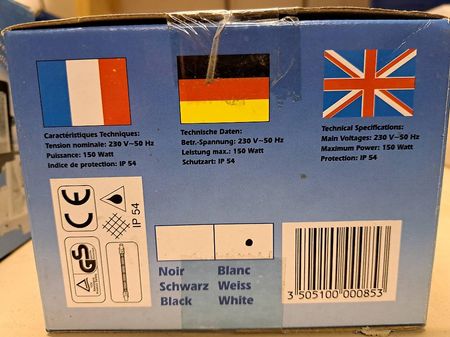 Caractéristiques Techniques:
Tension nominale: 230 V~50 Hz
Puissance: 150 Watt
Indice de protection: IP 54
Technische Daten:
Betr.-Spannung: 230 V~50 Hz
Leistung max.: 150 Watt
Schutzart: IP 54
Technical Specifications:
Main Voltages: 230 V~50 Hz
Maximum Power: 150 Watt
Protection: IP 54
CE
IP 54
GS
Noir Blanc
Schwarz Weiss
Black White
3 505100 000853